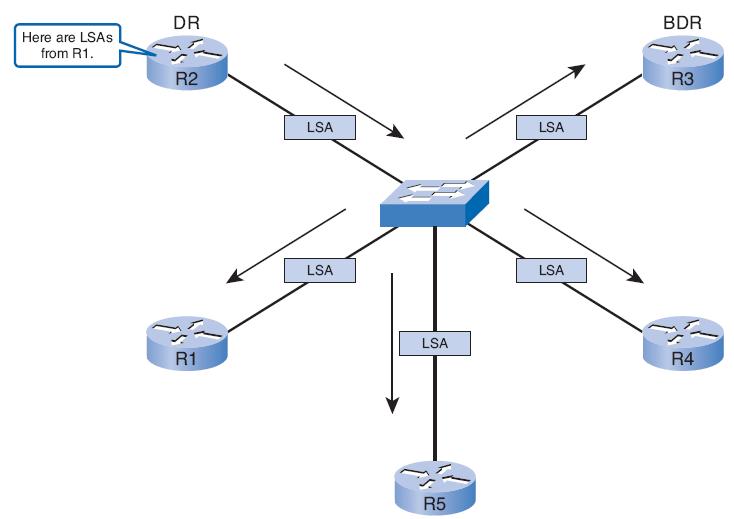 DR
BDR
Here are LSAs
from R1.
R2
R3
LSA
LSA
LSA
LSA
R1
LSA
R4
R5